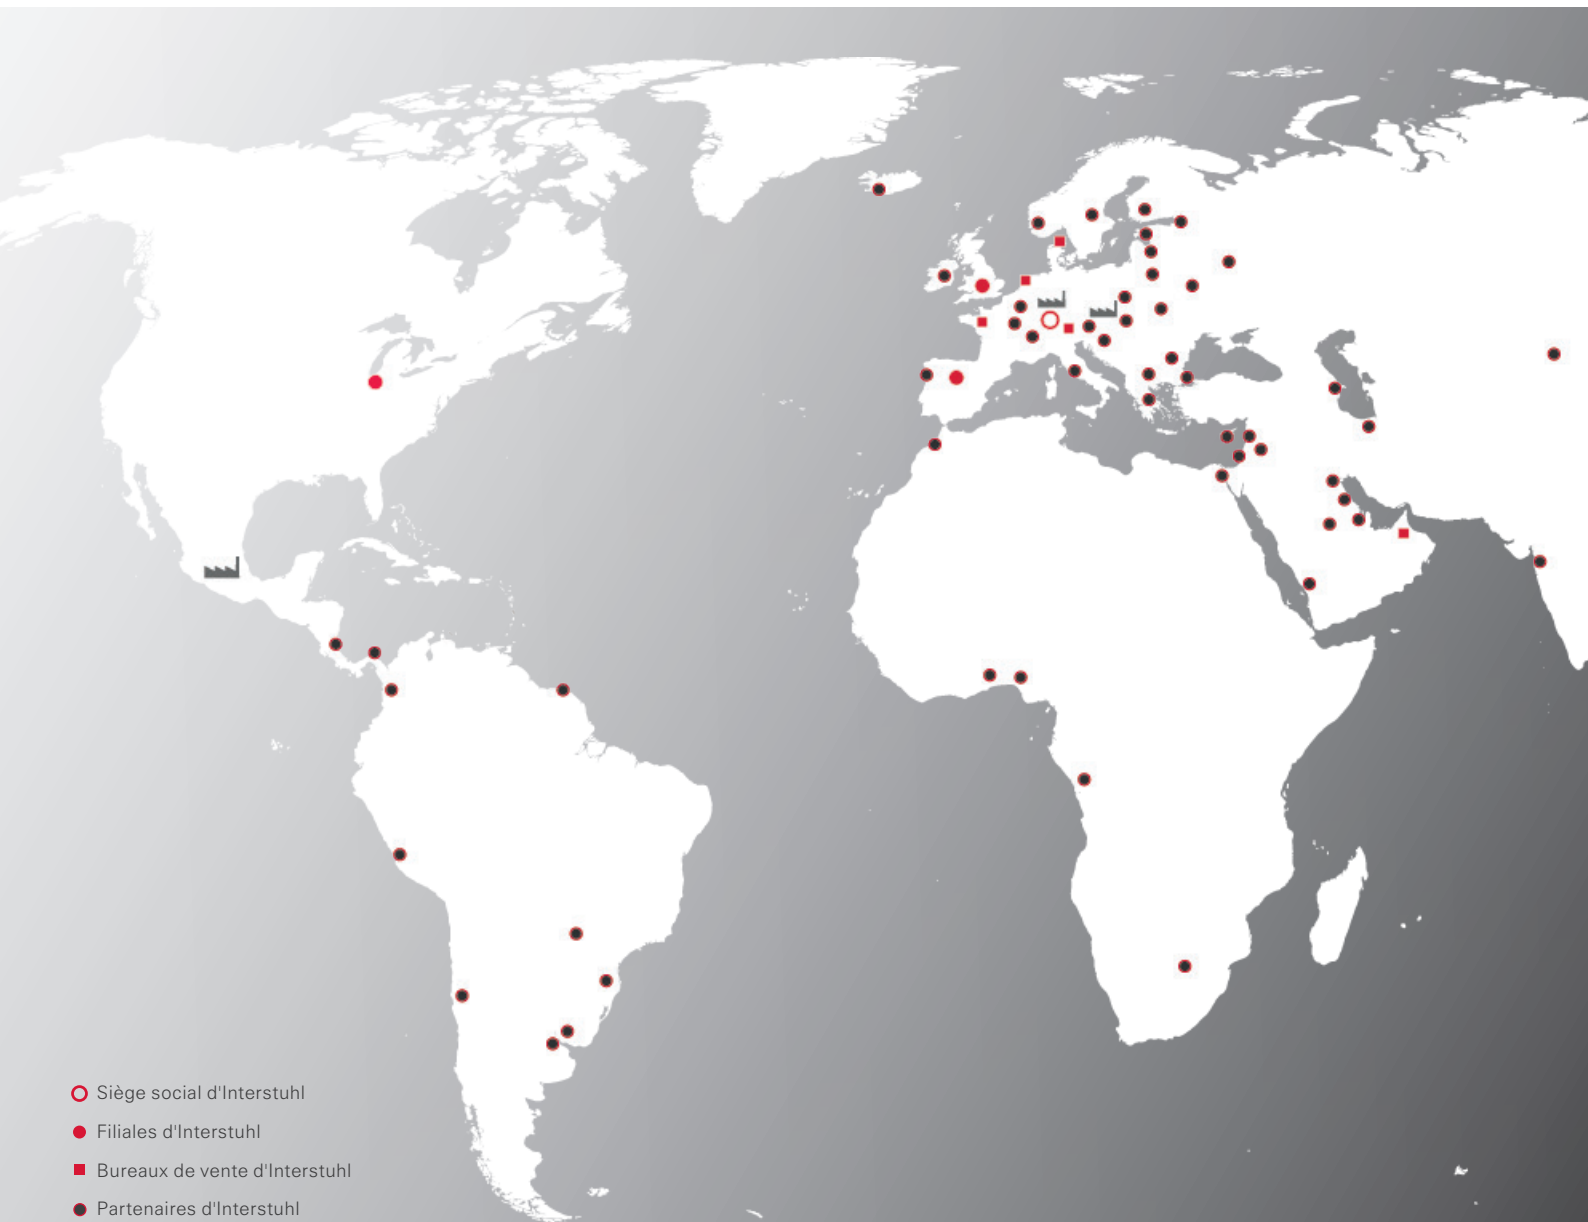 Siège social d'Interstuhl
Filiales d'Interstuhl
Bureaux de vente d'Interstuhl
Partenaires d'Interstuhl